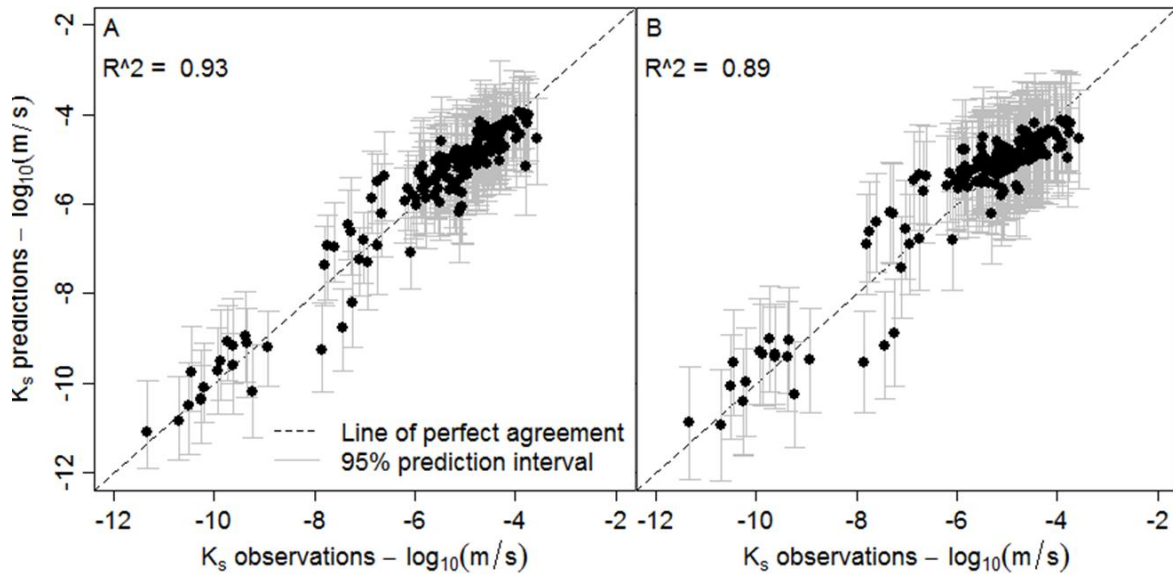 A
R^2 = 0.93
B
R^2 = 0.89
Ks predictions – log10(m/s)
-2
-4
-6
-8
-10
-12
Line of perfect agreement
95% prediction interval
-12 -10 -8 -6 -4 -2
-12 -10 -8 -6 -4 -2
Ks observations – log10(m/s)
Ks observations – log10(m/s)